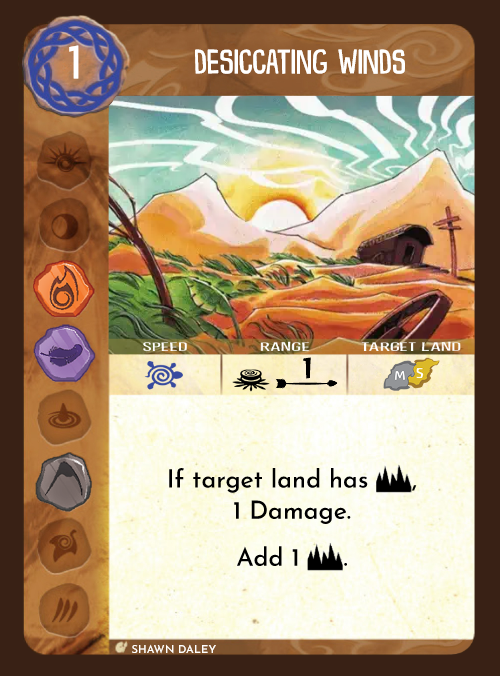 1
DESICCATING WINDS
SPEED RANGE TARGET LAND
1 M S
If target land has ,
1 Damage.
Add 1 .
SHAWN DALEY